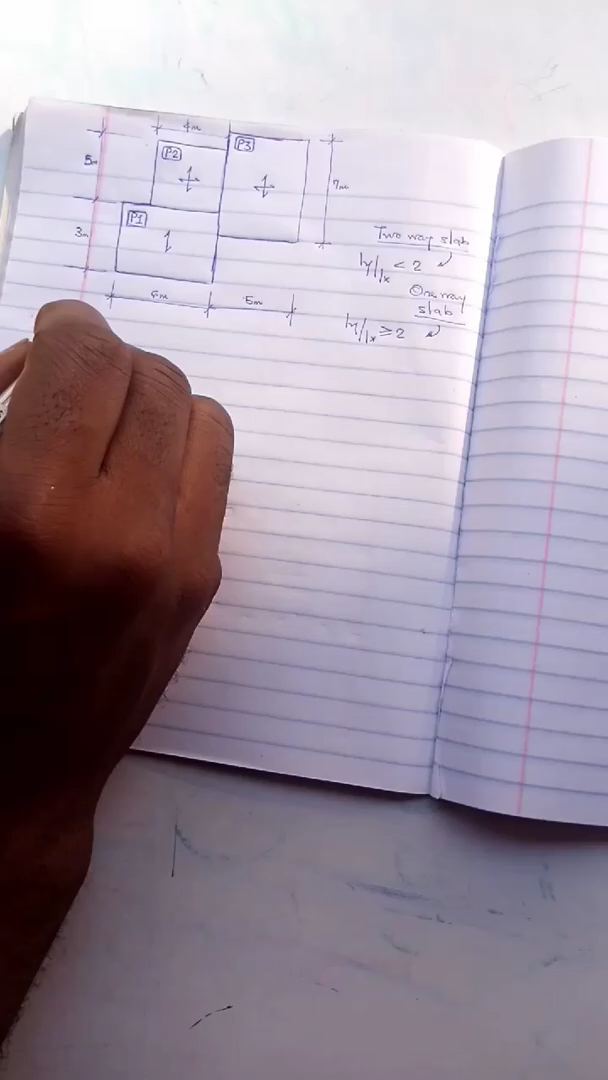 4m
P2
P3
5m
7m
P1
3m
6m
5m
Two way slab
ly/lx < 2
One way
slab
ly/lx ≥ 2